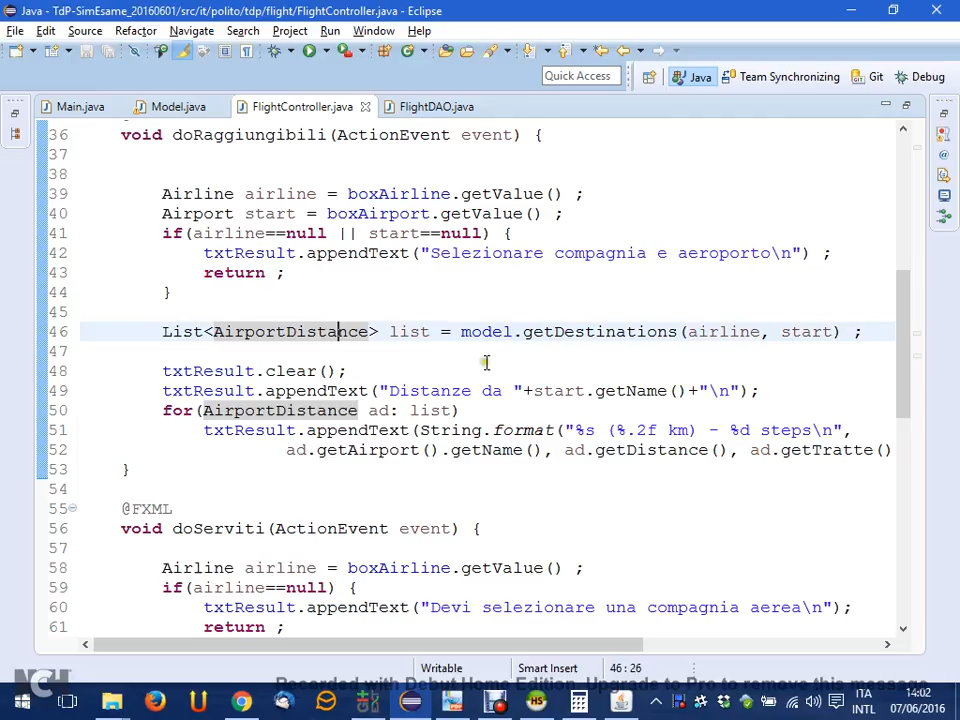 Java - TdP-SimEsame_20160601/src/it/polito/tdp/flight/FlightController.java - Eclipse
File Edit Source Refactor Navigate Search Project Run Window Help
Quick Access Java Team Synchronizing Git Debug
Main.java Model.java FlightController.java FlightDAO.java
36 void doRaggiungibili(ActionEvent event) {
37
38
39 Airline airline = boxAirline.getValue() ;
40 Airport start = boxAirport.getValue() ;
41 if(airline==null || start==null) {
42 txtResult.appendText("Selezionare compagnia e aeroporto\n") ;
43 return ;
44 }
45
46 List<AirportDistance> list = model.getDestinations(airline, start) ;
47
48 txtResult.clear();
49 txtResult.appendText("Distanze da "+start.getName()+"\n");
50 for(AirportDistance ad: list)
51 txtResult.appendText(String.format("%s (%.2f km) - %d steps\n",
52 ad.getAirport().getName(), ad.getDistance(), ad.getTratte()
53 }
54
55 @FXML
56 void doServiti(ActionEvent event) {
57
58 Airline airline = boxAirline.getValue() ;
59 if(airline==null) {
60 txtResult.appendText("Devi selezionare una compagnia aerea\n");
61 return ;
Writable Smart Insert 46 : 26
NCH
Recorded with Debut Home Edition. Upgrade to Pro to remove this message
ITA
INTL
14:02
07/06/2016